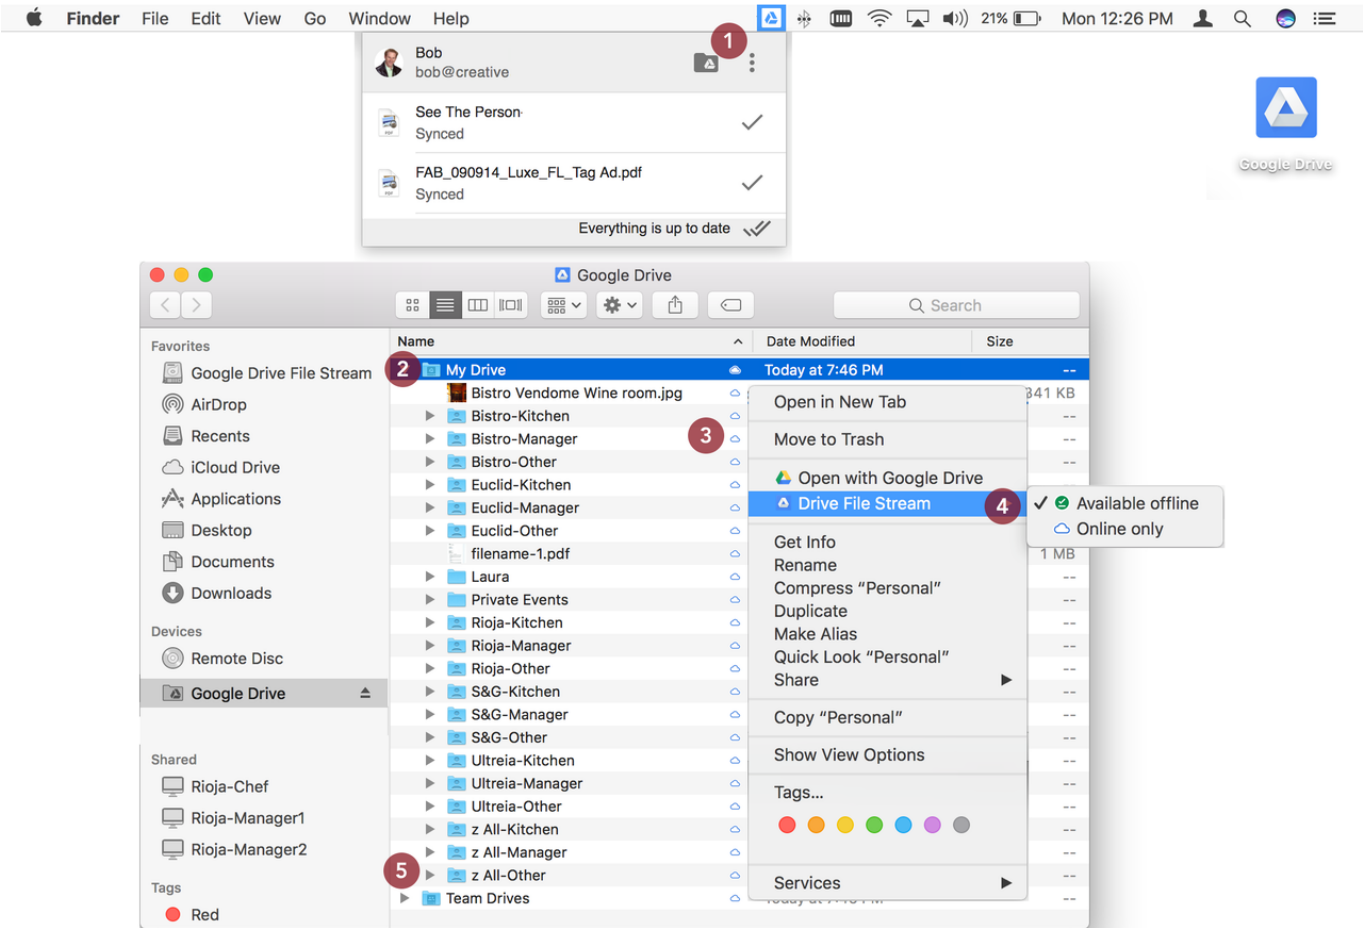 Finder File Edit View Go Window Help 21% Mon 12:26 PM
1
Bob
bob@creative
See The Person
Synced
FAB_090914_Luxe_FL_Tag Ad.pdf
Synced
Everything is up to date
Google Drive
Google Drive
Search
Favorites
Google Drive File Stream
AirDrop
Recents
iCloud Drive
Applications
Desktop
Documents
Downloads
Devices
Remote Disc
Google Drive
Shared
Rioja-Chef
Rioja-Manager1
Rioja-Manager2
Tags
Red
Name Date Modified Size
2 My Drive Today at 7:46 PM --
Bistro Vendome Wine room.jpg 341 KB
Bistro-Kitchen --
3 Bistro-Manager --
Bistro-Other --
Euclid-Kitchen
Euclid-Manager
Euclid-Other
filename-1.pdf 1 MB
Laura --
Private Events --
Rioja-Kitchen --
Rioja-Manager --
Rioja-Other --
S&G-Kitchen --
S&G-Manager --
S&G-Other --
Ultreia-Kitchen --
Ultreia-Manager --
Ultreia-Other --
z All-Kitchen --
z All-Manager --
5 z All-Other --
Team Drives --
Open in New Tab
Move to Trash
Open with Google Drive
Drive File Stream 4
Get Info
Rename
Compress “Personal”
Duplicate
Make Alias
Quick Look “Personal”
Share
Copy “Personal”
Show View Options
Tags...
Services
Available offline
Online only